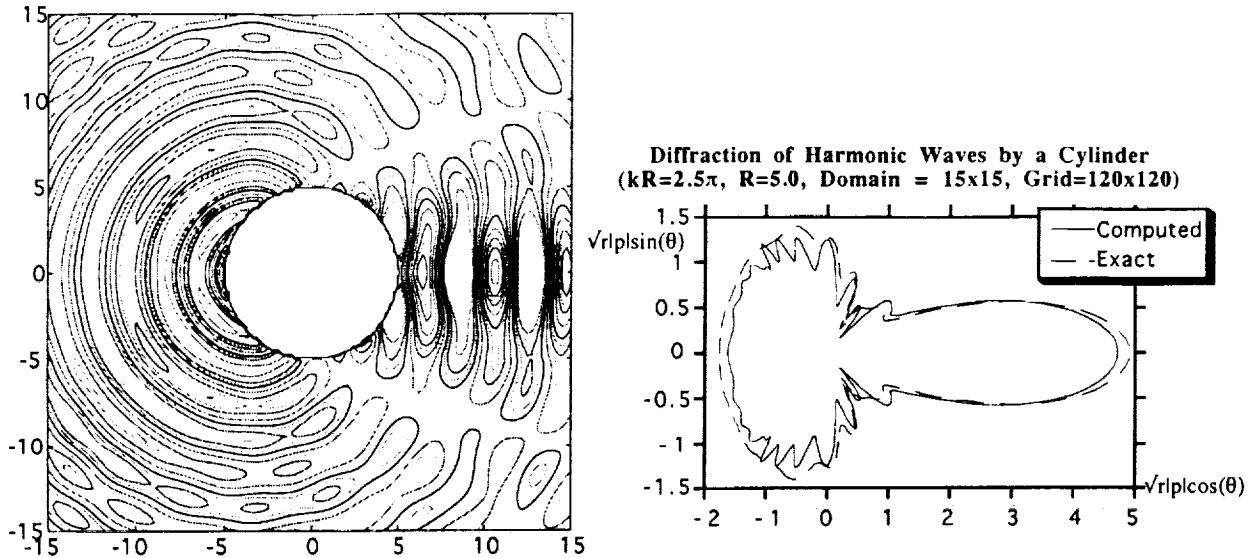 15
10
5
0
-5
-10
-15
-15 -10 -5 0 5 10 15
Diffraction of Harmonic Waves by a Cylinder
(kR=2.5π, R=5.0, Domain = 15x15, Grid=120x120)
√r|p|sin(θ)
1.5
1
0.5
0
-0.5
-1
-1.5
-2 -1 0 1 2 3 4 5
√r|p|cos(θ)
Computed
-Exact